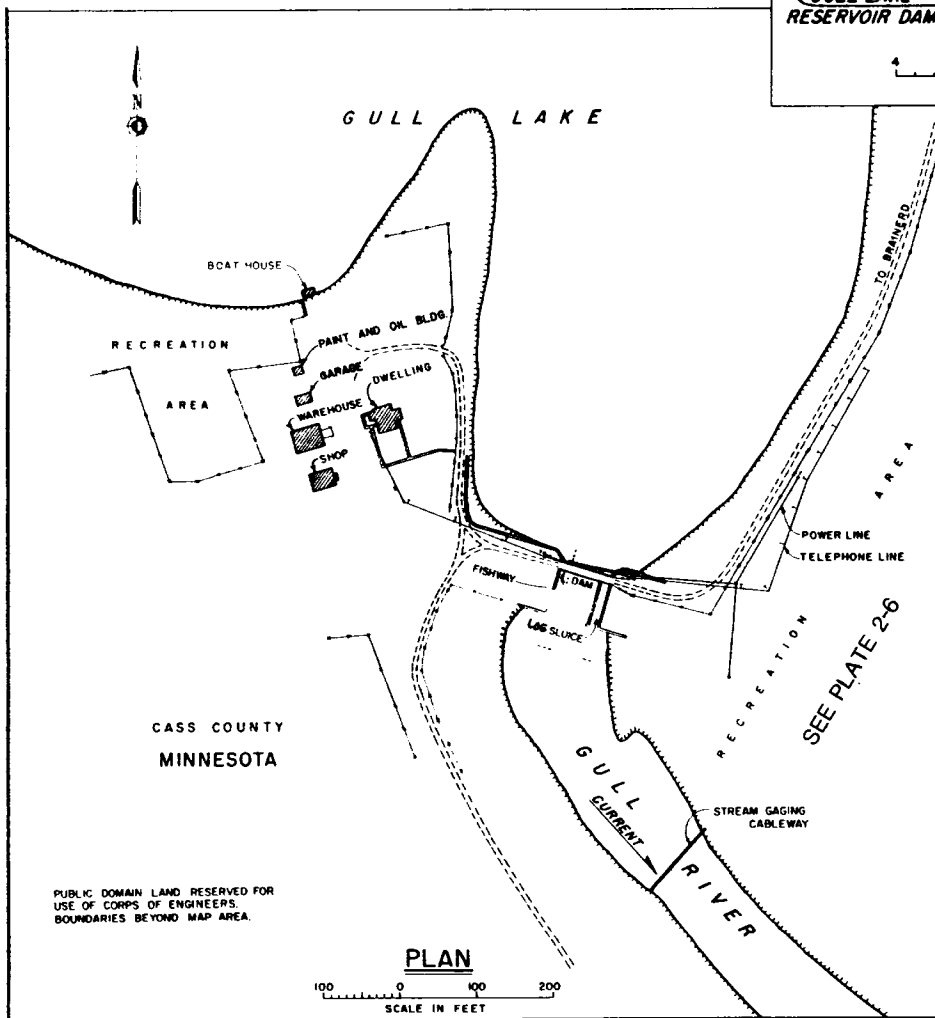 RESERVOIR DAM
4
N
GULL LAKE
TO BRAINERD
BOAT HOUSE
RECREATION
AREA
PAINT AND OIL BLDG.
GARAGE
DWELLING
WAREHOUSE
SHOP
POWER LINE
TELEPHONE LINE
RECREATION AREA
SEE PLATE 2-6
FISHWAY
DAM
LOG SLUICE
CASS COUNTY
MINNESOTA
GULL RIVER
CURRENT
STREAM GAGING
CABLEWAY
PUBLIC DOMAIN LAND RESERVED FOR
USE OF CORPS OF ENGINEERS.
BOUNDARIES BEYOND MAP AREA.
PLAN
100 0 100 200
SCALE IN FEET